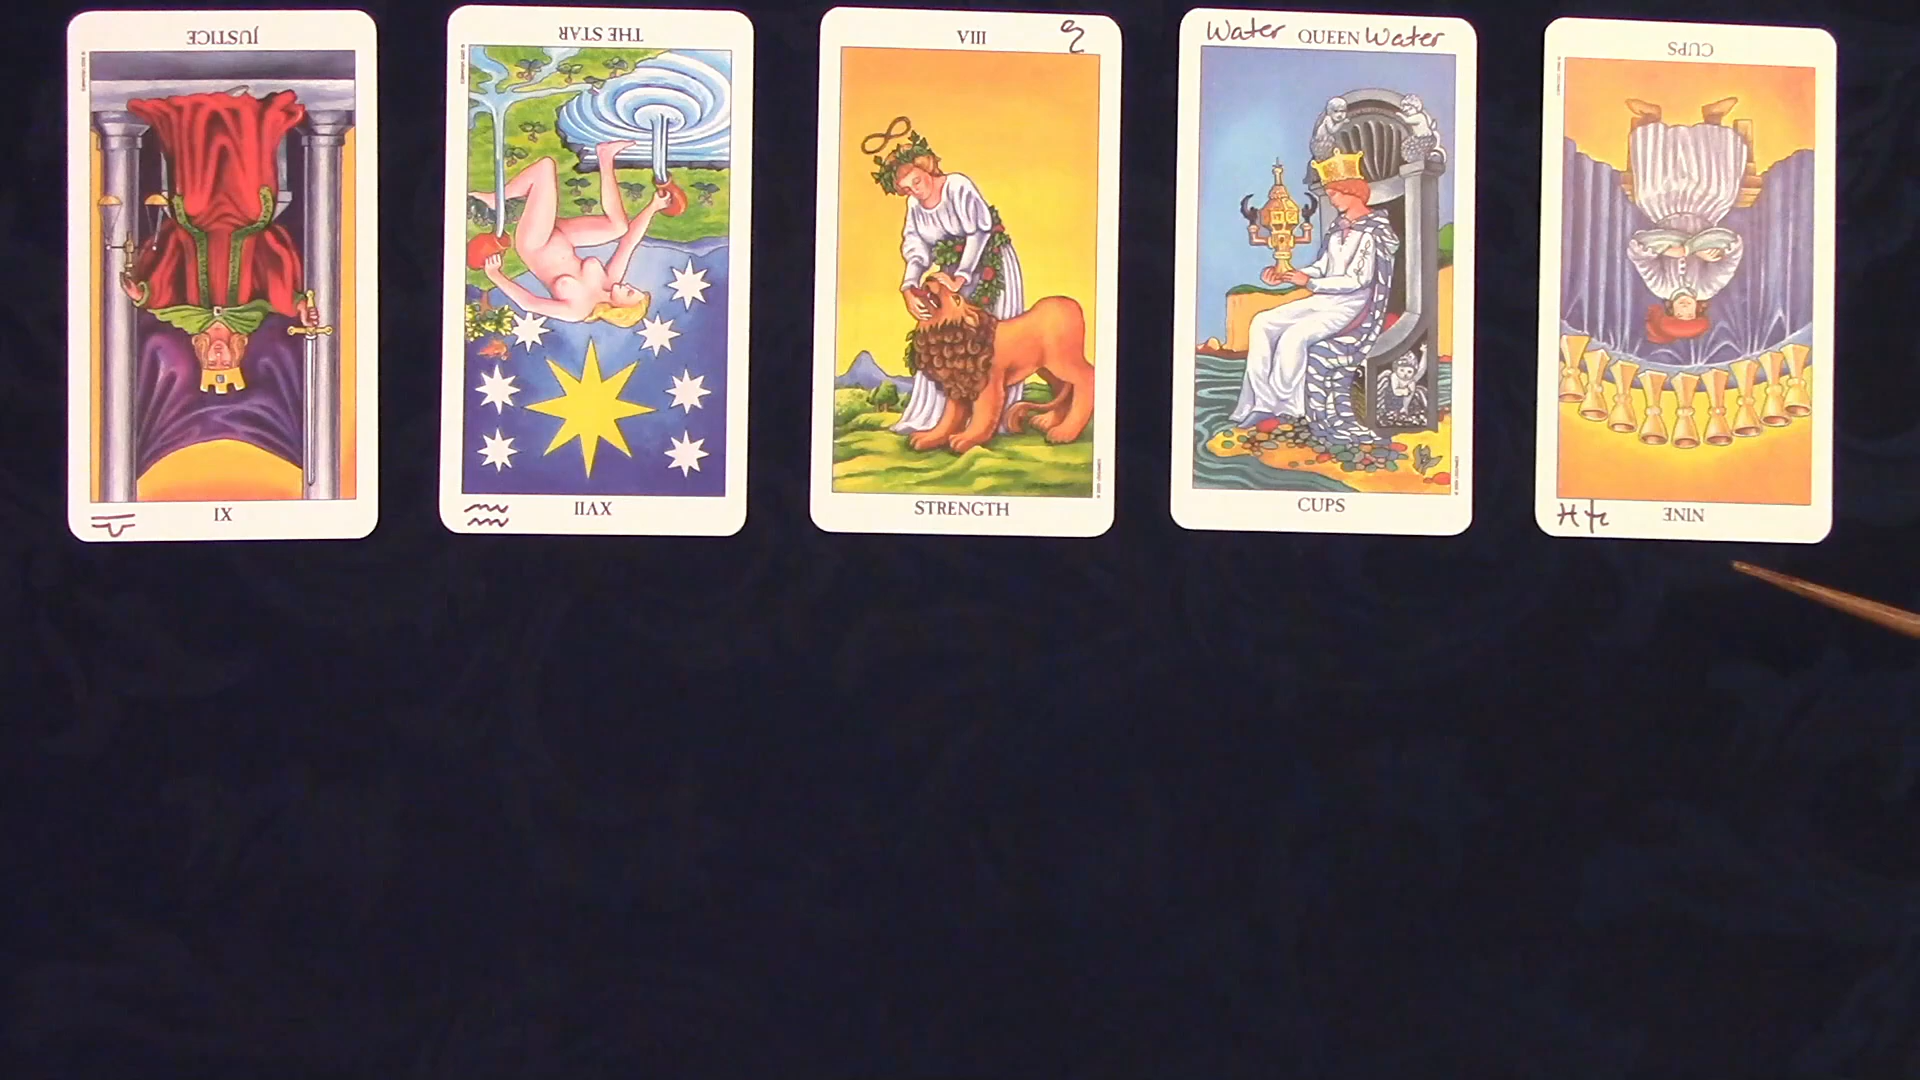 JUSTICE
XI
THE STAR
XVII
VIII
STRENGTH
Water QUEEN Water
CUPS
CUPS
NINE